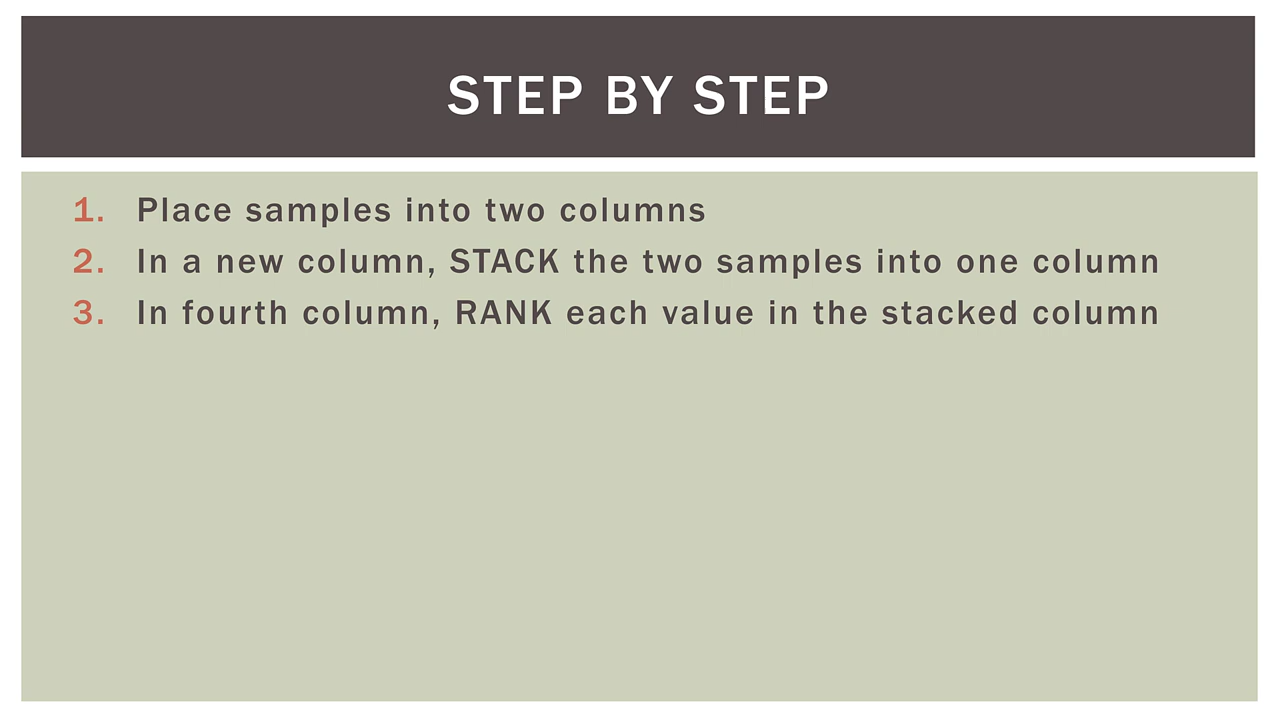 STEP BY STEP
1. Place samples into two columns
2. In a new column, STACK the two samples into one column
3. In fourth column, RANK each value in the stacked column